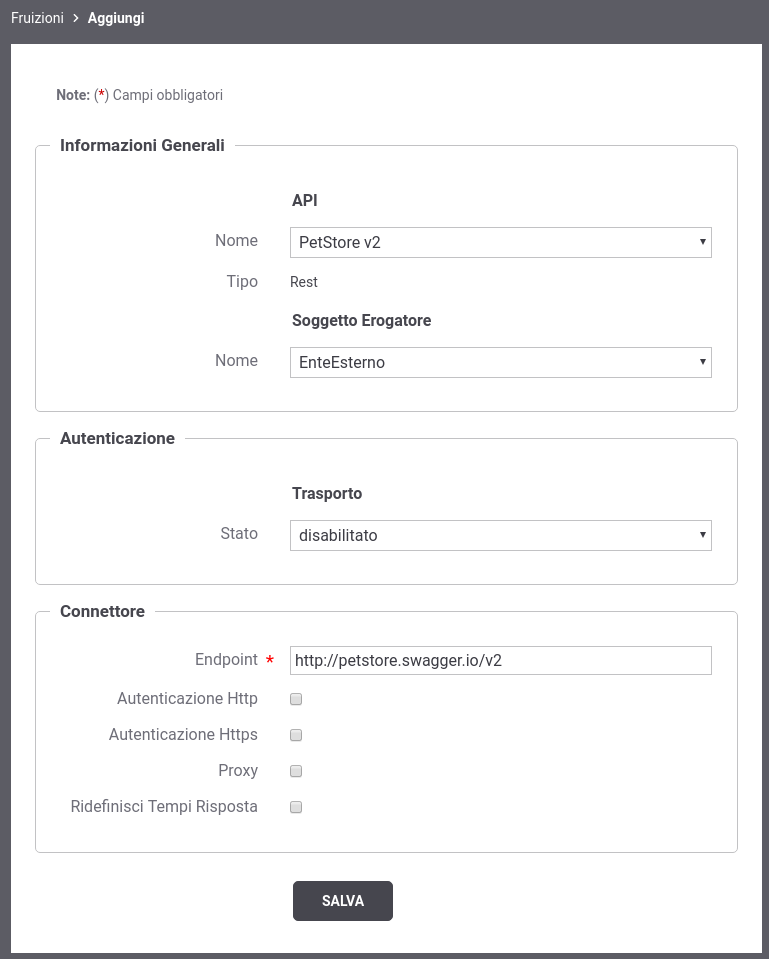 Fruizioni > Aggiungi
Note: (*) Campi obbligatori
Informazioni Generali
API
Nome PetStore v2
Tipo Rest
Soggetto Erogatore
Nome EnteEsterno
Autenticazione
Trasporto
Stato disabilitato
Connettore
Endpoint * http://petstore.swagger.io/v2
Autenticazione Http
Autenticazione Https
Proxy
Ridefinisci Tempi Risposta
SALVA